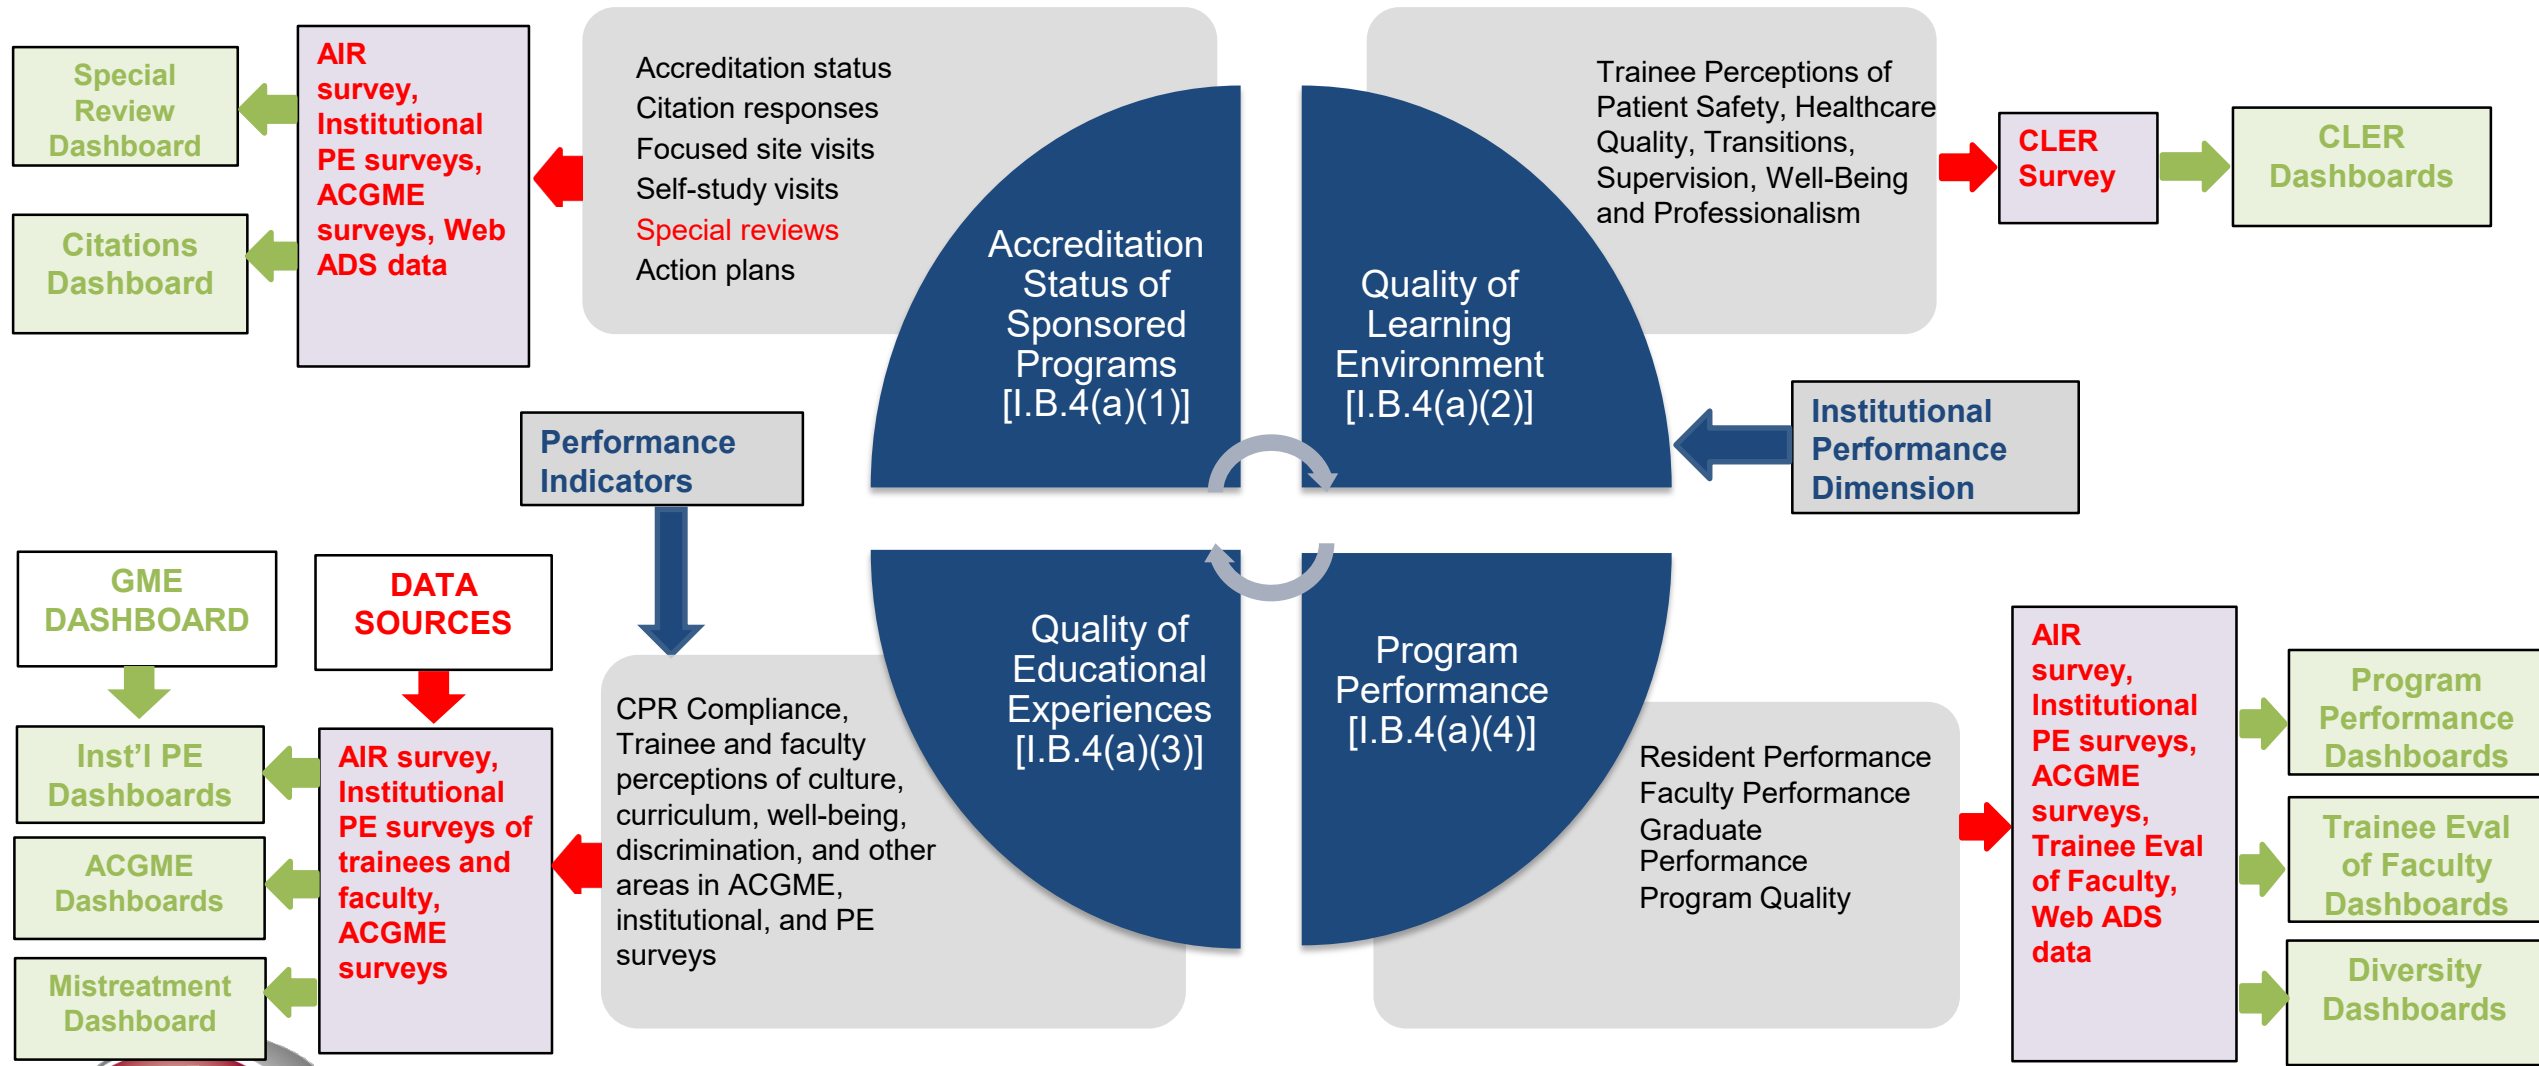 Special
Review
Dashboard
Citations
Dashboard
AIR
survey,
Institutional
PE surveys,
ACGME
surveys, Web
ADS data
Accreditation status
Citation responses
Focused site visits
Self-study visits
Special reviews
Action plans
Accreditation
Status of
Sponsored
Programs
[I.B.4(a)(1)]
Quality of
Learning
Environment
[I.B.4(a)(2)]
Trainee Perceptions of
Patient Safety, Healthcare
Quality, Transitions,
Supervision, Well-Being
and Professionalism
CLER
Survey
CLER
Dashboards
Performance
Indicators
Institutional
Performance
Dimension
GME
DASHBOARD
DATA
SOURCES
Inst’l PE
Dashboards
ACGME
Dashboards
Mistreatment
Dashboard
AIR survey,
Institutional
PE surveys of
trainees and
faculty,
ACGME
surveys
CPR Compliance,
Trainee and faculty
perceptions of culture,
curriculum, well-being,
discrimination, and other
areas in ACGME,
institutional, and PE
surveys
Quality of
Educational
Experiences
[I.B.4(a)(3)]
Program
Performance
[I.B.4(a)(4)]
Resident Performance
Faculty Performance
Graduate
Performance
Program Quality
AIR
survey,
Institutional
PE surveys,
ACGME
surveys,
Trainee Eval
of Faculty,
Web ADS
data
Program
Performance
Dashboards
Trainee Eval
of Faculty
Dashboards
Diversity
Dashboards